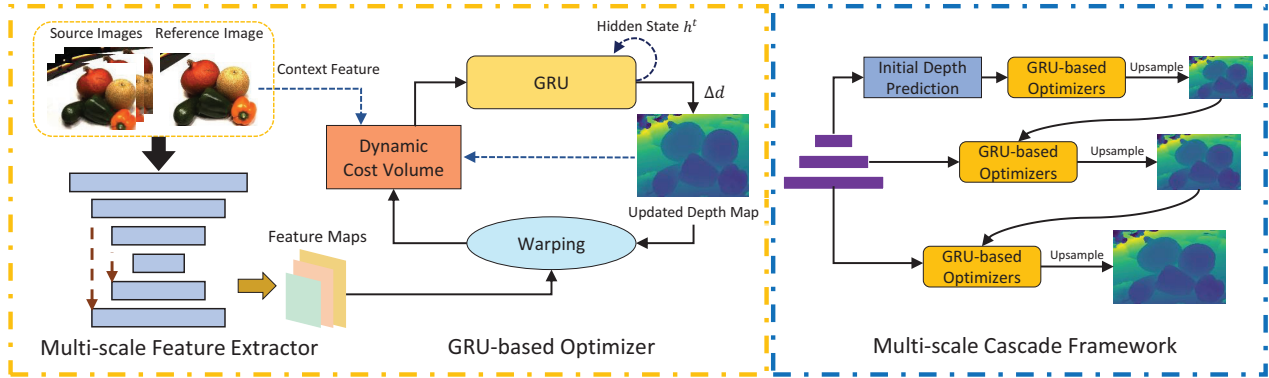 Source Images
Reference Image
Context Feature
Hidden State h^t
GRU
Δd
Dynamic
Cost Volume
Updated Depth Map
Warping
Feature Maps
Multi-scale Feature Extractor
GRU-based Optimizer
Initial Depth
Prediction
GRU-based
Optimizers
Upsample
GRU-based
Optimizers
Upsample
GRU-based
Optimizers
Upsample
Multi-scale Cascade Framework